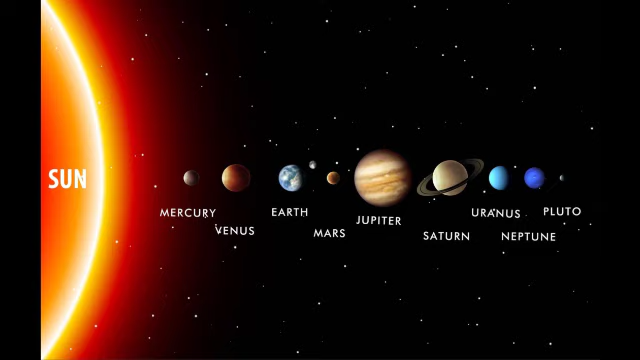 SUN
MERCURY
VENUS
EARTH
MARS
JUPITER
SATURN
URANUS
NEPTUNE
PLUTO